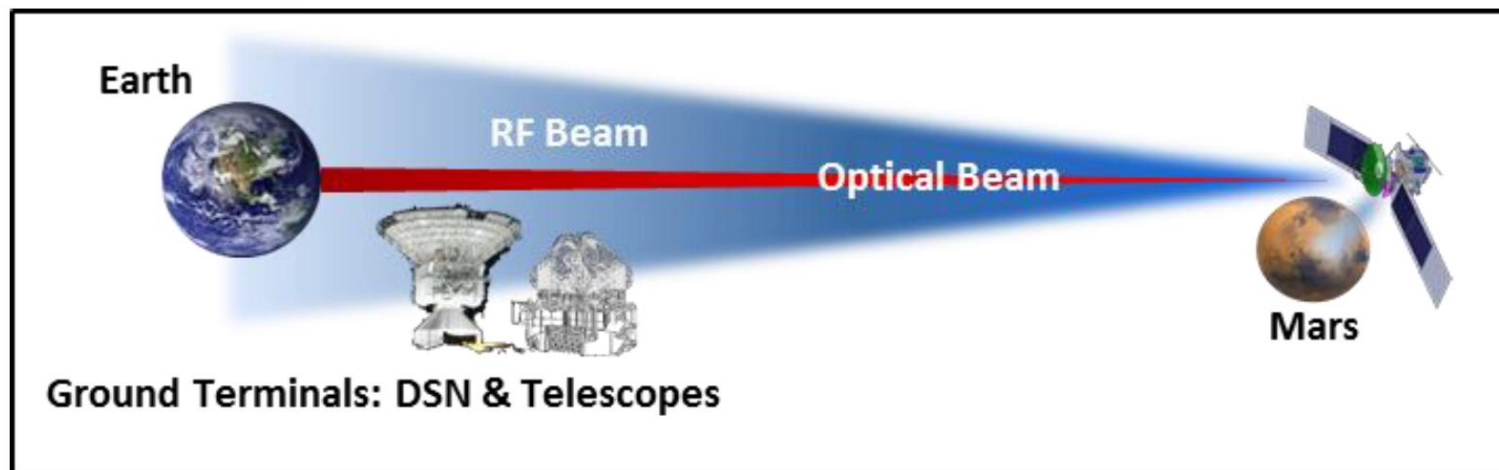 Earth
RF Beam
Optical Beam
Mars
Ground Terminals: DSN & Telescopes